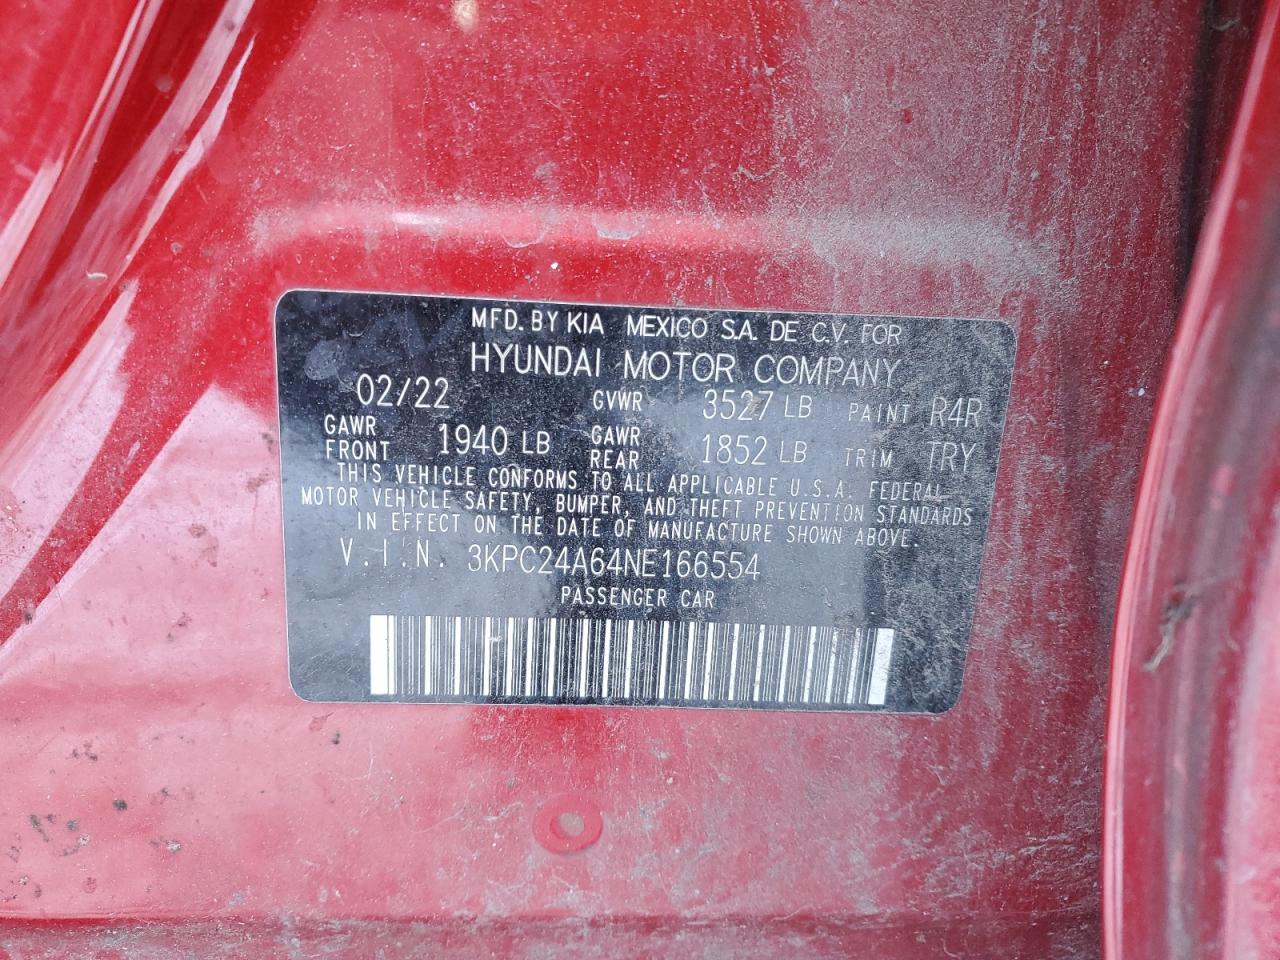 MFD. BY KIA MEXICO S.A. DE C.V. FOR
HYUNDAI MOTOR COMPANY
02/22 GVWR 3527 LB PAINT R4R
GAWR FRONT 1940 LB GAWR REAR 1852 LB TRIM TRY
THIS VEHICLE CONFORMS TO ALL APPLICABLE U.S.A. FEDERAL
MOTOR VEHICLE SAFETY, BUMPER, AND THEFT PREVENTION STANDARDS
IN EFFECT ON THE DATE OF MANUFACTURE SHOWN ABOVE.
V.I.N. 3KPC24A64NE166554
PASSENGER CAR